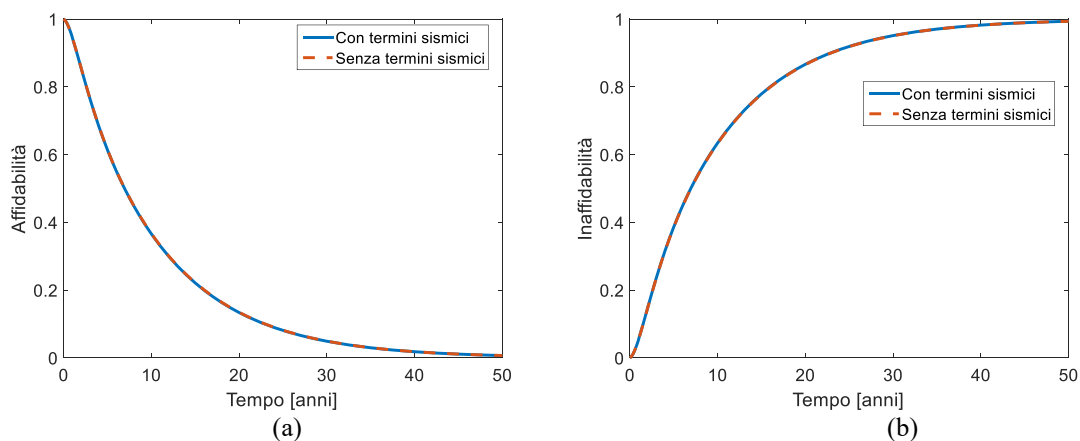 Affidabilità
1
0.8
0.6
0.4
0.2
0
Con termini sismici
Senza termini sismici
0 10 20 30 40 50
Tempo [anni]
(a)
Inaffidabilità
1
0.8
0.6
0.4
0.2
0
Con termini sismici
Senza termini sismici
0 10 20 30 40 50
Tempo [anni]
(b)